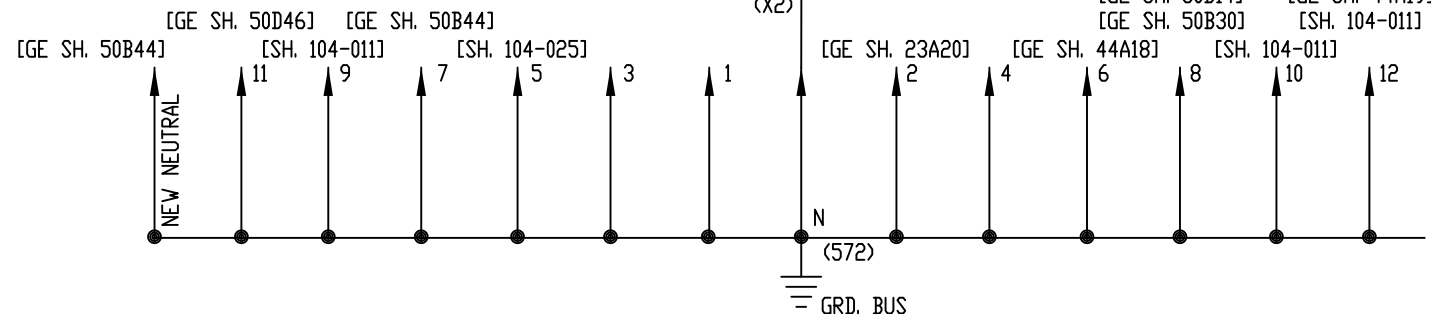 (X2)
[GE SH. 50D46] [GE SH. 50B44]
[GE SH. 50B30] [SH. 104-011]
[GE SH. 50B44] [SH. 104-011] [SH. 104-025] [GE SH. 23A20] [GE SH. 44A18] [SH. 104-011]
11 9 7 5 3 1 2 4 6 8 10 12
NEW NEUTRAL
N
(572)
GRD. BUS